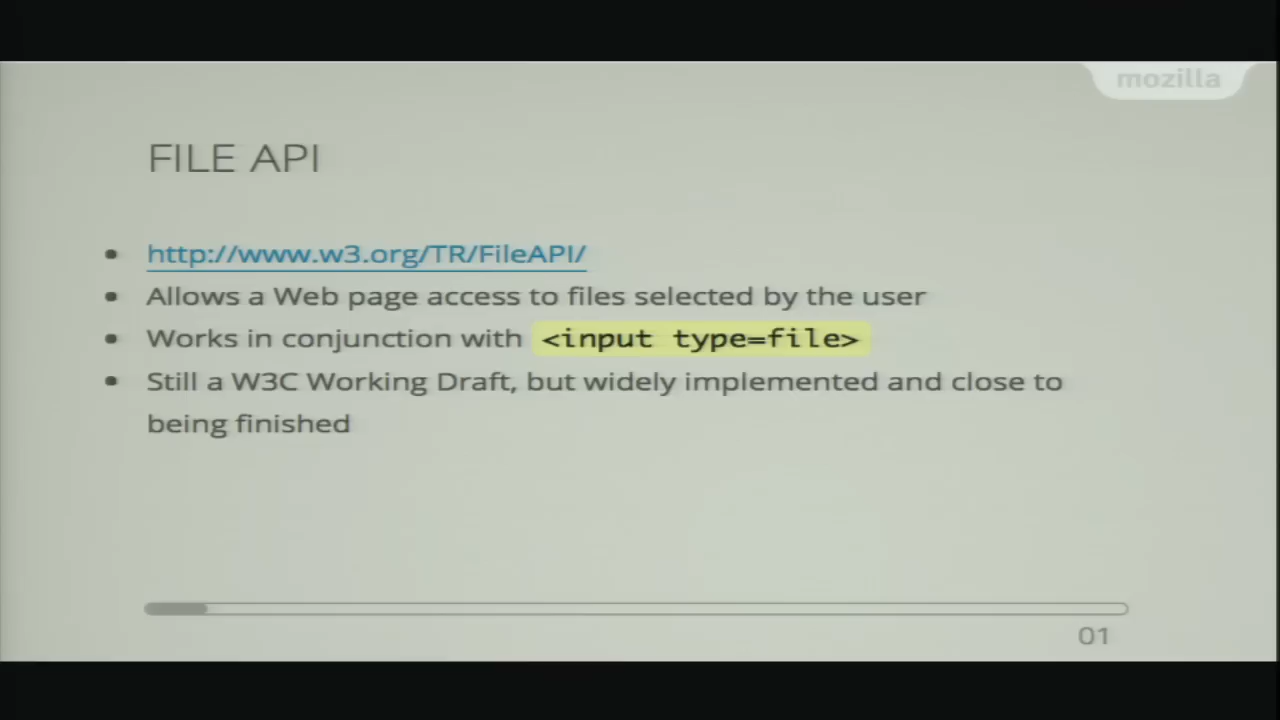 mozilla
FILE API
http://www.w3.org/TR/FileAPI/
Allows a Web page access to files selected by the user
Works in conjunction with <input type=file>
Still a W3C Working Draft, but widely implemented and close to
being finished
01